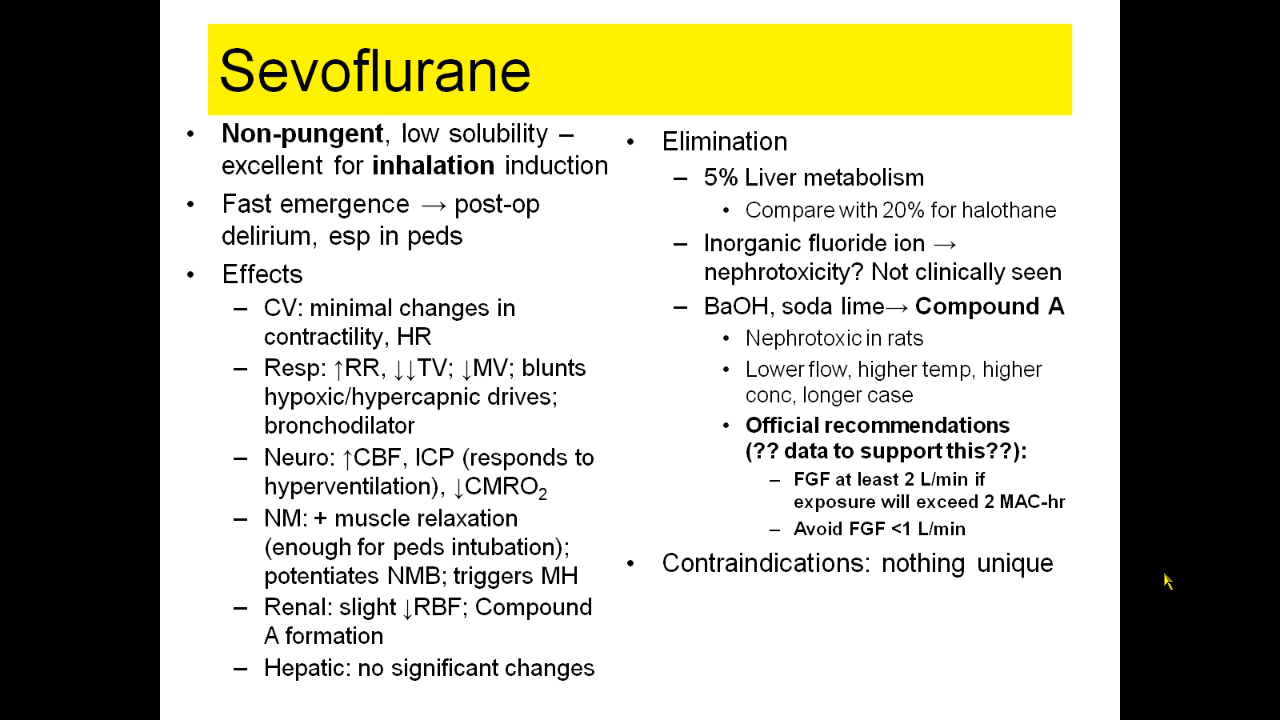 Sevoflurane
• Non-pungent, low solubility –
excellent for inhalation induction
• Fast emergence → post-op
delirium, esp in peds
• Effects
– CV: minimal changes in
contractility, HR
– Resp: ↑RR, ↓↓TV; ↓MV; blunts
hypoxic/hypercapnic drives;
bronchodilator
– Neuro: ↑CBF, ICP (responds to
hyperventilation), ↓CMRO₂
– NM: + muscle relaxation
(enough for peds intubation);
potentiates NMB; triggers MH
– Renal: slight ↓RBF; Compound
A formation
– Hepatic: no significant changes
• Elimination
– 5% Liver metabolism
• Compare with 20% for halothane
– Inorganic fluoride ion →
nephrotoxicity? Not clinically seen
– BaOH, soda lime→ Compound A
• Nephrotoxic in rats
• Lower flow, higher temp, higher
conc, longer case
• Official recommendations
(?? data to support this??):
– FGF at least 2 L/min if
exposure will exceed 2 MAC-hr
– Avoid FGF <1 L/min
• Contraindications: nothing unique